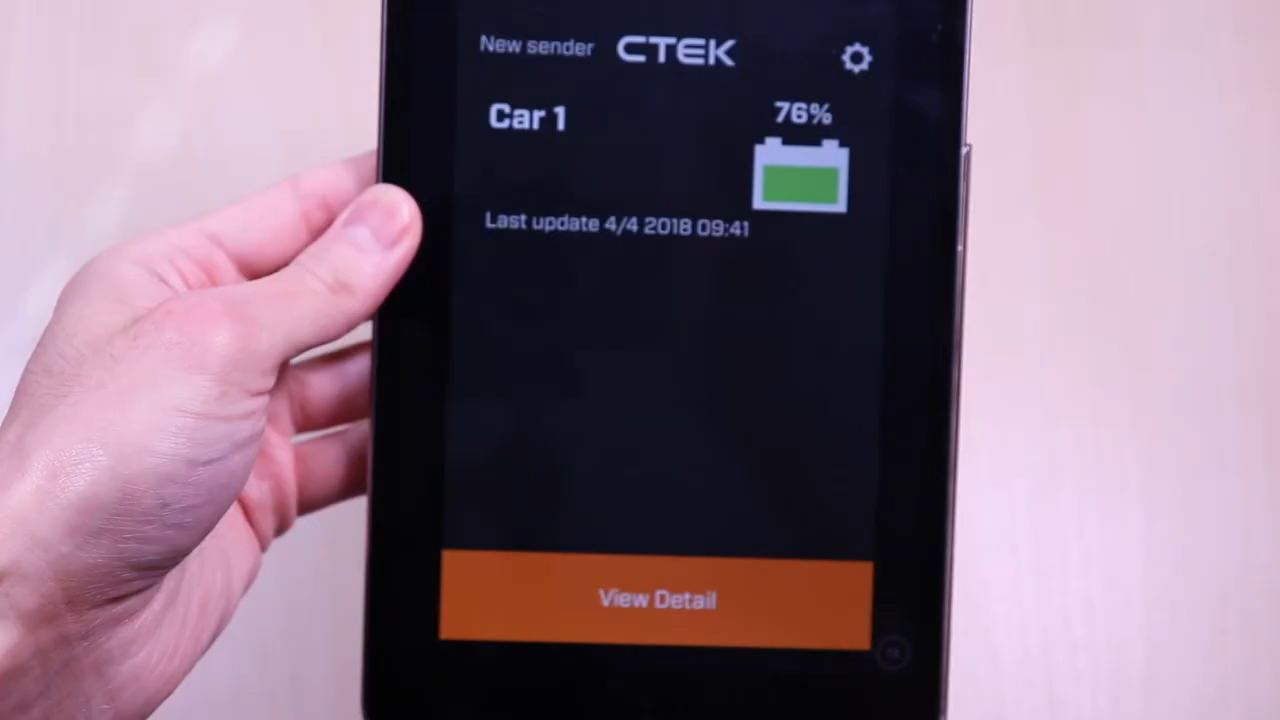 New sender CTEK
Car 1
76%
Last update 4/4 2018 09:41
View Detail